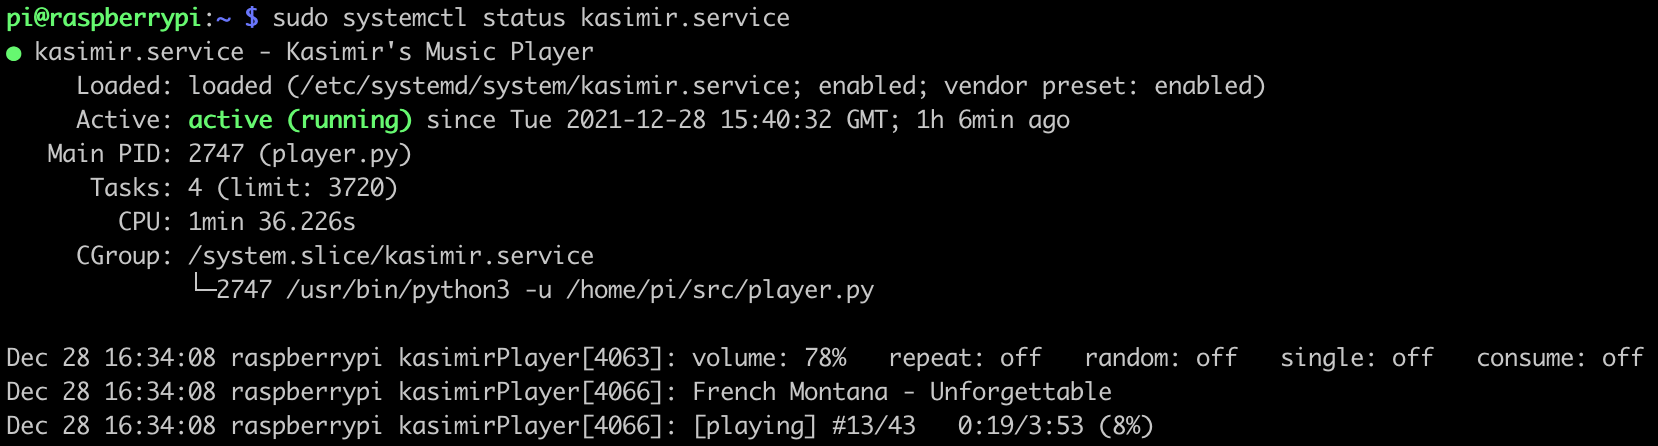 pi@raspberrypi:~ $ sudo systemctl status kasimir.service
● kasimir.service - Kasimir's Music Player
     Loaded: loaded (/etc/systemd/system/kasimir.service; enabled; vendor preset: enabled)
     Active: active (running) since Tue 2021-12-28 15:40:32 GMT; 1h 6min ago
   Main PID: 2747 (player.py)
      Tasks: 4 (limit: 3720)
        CPU: 1min 36.226s
     CGroup: /system.slice/kasimir.service
             └─2747 /usr/bin/python3 -u /home/pi/src/player.py

Dec 28 16:34:08 raspberrypi kasimirPlayer[4063]: volume: 78%   repeat: off   random: off   single: off   consume: off
Dec 28 16:34:08 raspberrypi kasimirPlayer[4066]: French Montana - Unforgettable
Dec 28 16:34:08 raspberrypi kasimirPlayer[4066]: [playing] #13/43   0:19/3:53 (8%)